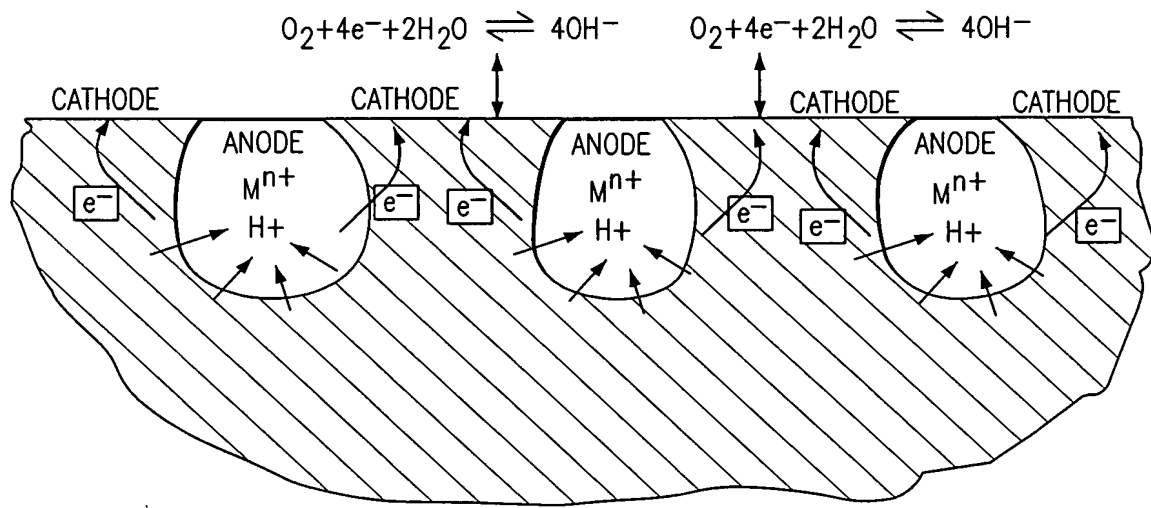 O₂+4e⁻+2H₂O ⇌ 4OH⁻ O₂+4e⁻+2H₂O ⇌ 4OH⁻
CATHODE CATHODE CATHODE CATHODE
ANODE ANODE ANODE
Mⁿ⁺ Mⁿ⁺ Mⁿ⁺
e⁻ e⁻ e⁻ e⁻ e⁻ e⁻
H+ H+ H+